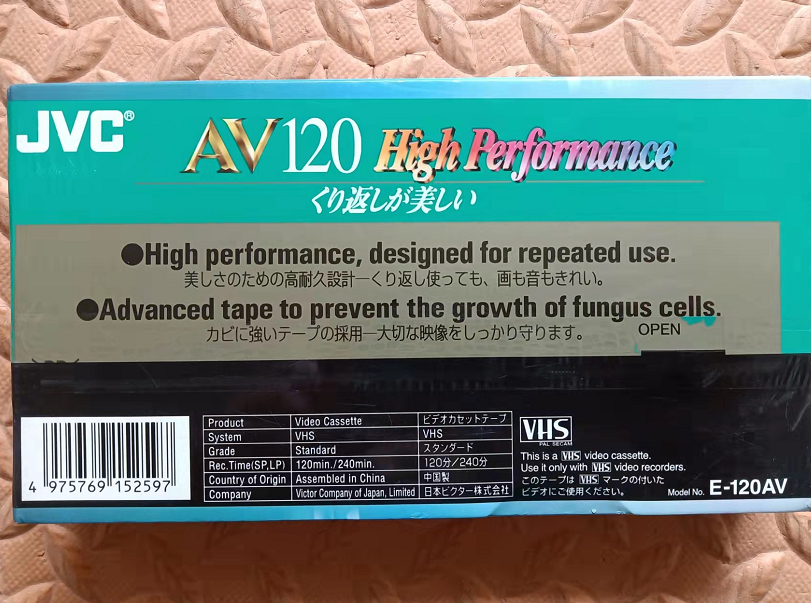 JVC®
AV120 High Performance
くり返しが美しい
●High performance, designed for repeated use.
美しさのための高耐久設計―くり返し使っても、画も音もきれい。
●Advanced tape to prevent the growth of fungus cells.
カビに強いテープの採用―大切な映像をしっかり守ります。
OPEN
Product Video Cassette ビデオカセットテープ
System VHS VHS
Grade Standard スタンダード
Rec.Time(SP,LP) 120min./240min. 120分/240分
Country of Origin Assembled in China 中国製
Company Victor Company of Japan, Limited 日本ビクター株式会社
4 975769 152597
VHS
PAL SECAM
This is a VHS video cassette.
Use it only with VHS video recorders.
このテープは VHS マークの付いた
ビデオにご使用ください。
Model No. E-120AV